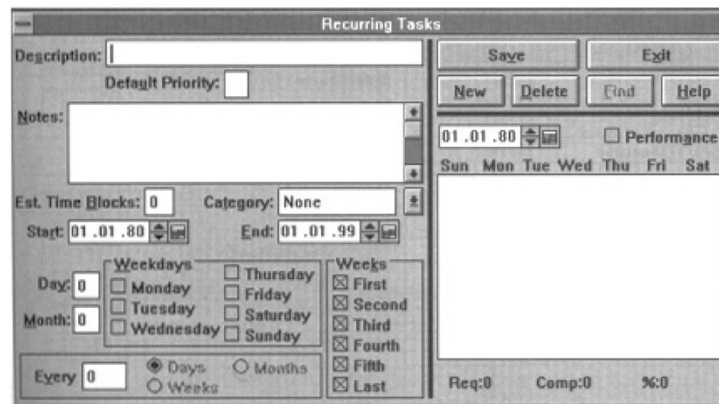 Recurring Tasks
Description:
Default Priority:
Notes:
Est. Time Blocks: 0 Category: None
Start: 01 .01 .80 End: 01 .01 .99
Day: 0
Month: 0
Weekdays
Monday
Tuesday
Wednesday
Thursday
Friday
Saturday
Sunday
Weeks
First
Second
Third
Fourth
Fifth
Last
Every 0
Days
Weeks
Months
Save Exit
New Delete Find Help
01 .01 .80 Performance
Sun Mon Tue Wed Thu Fri Sat
Req:0 Comp:0 %:0